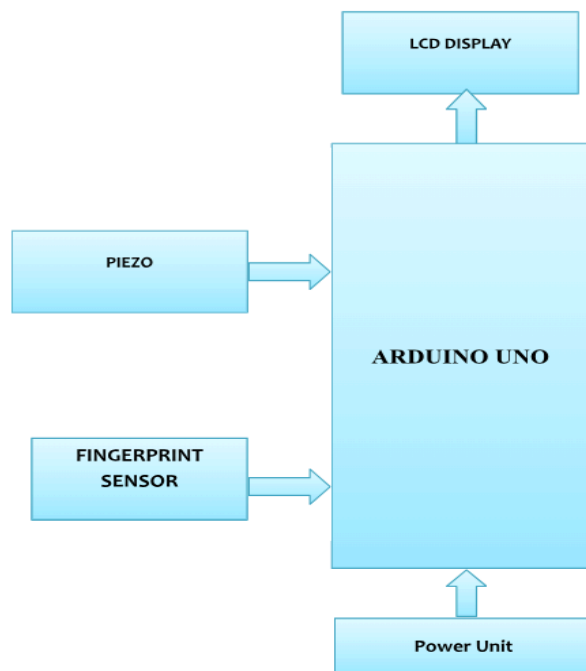 LCD DISPLAY
PIEZO
ARDUINO UNO
FINGERPRINT
SENSOR
Power Unit